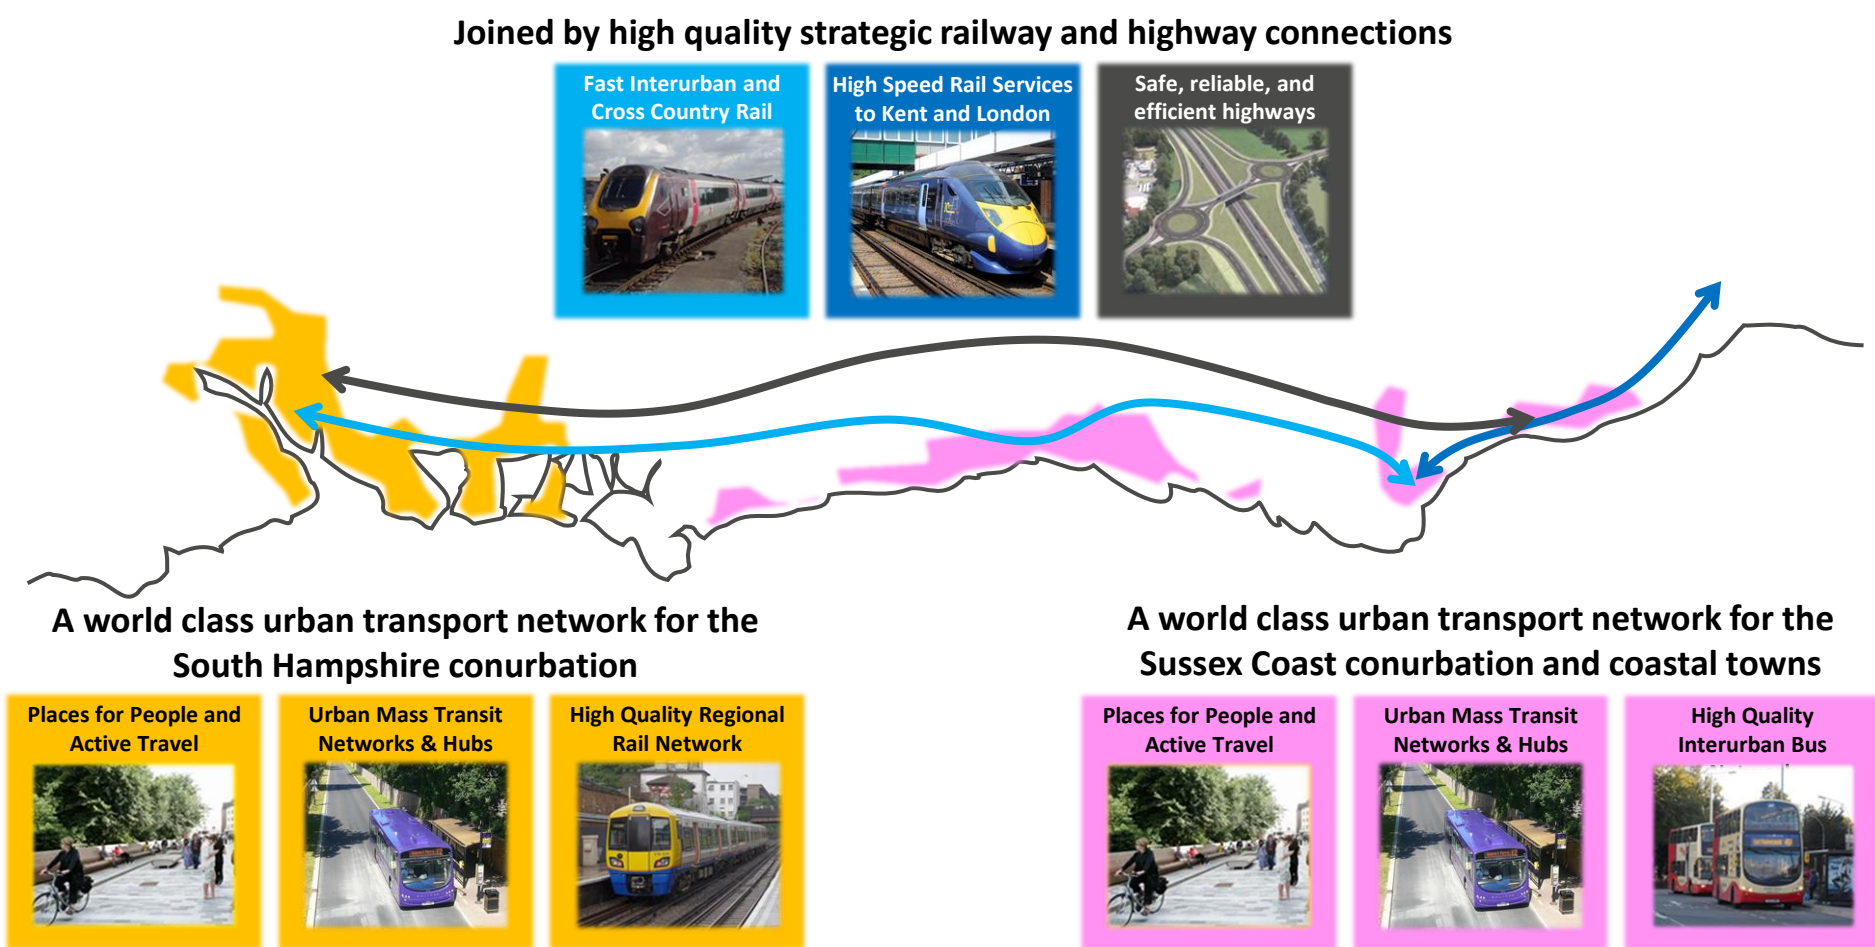 Joined by high quality strategic railway and highway connections
Fast Interurban and
Cross Country Rail
High Speed Rail Services
to Kent and London
Safe, reliable, and
efficient highways
A world class urban transport network for the
South Hampshire conurbation
Places for People and
Active Travel
Urban Mass Transit
Networks & Hubs
High Quality Regional
Rail Network
A world class urban transport network for the
Sussex Coast conurbation and coastal towns
Places for People and
Active Travel
Urban Mass Transit
Networks & Hubs
High Quality
Interurban Bus